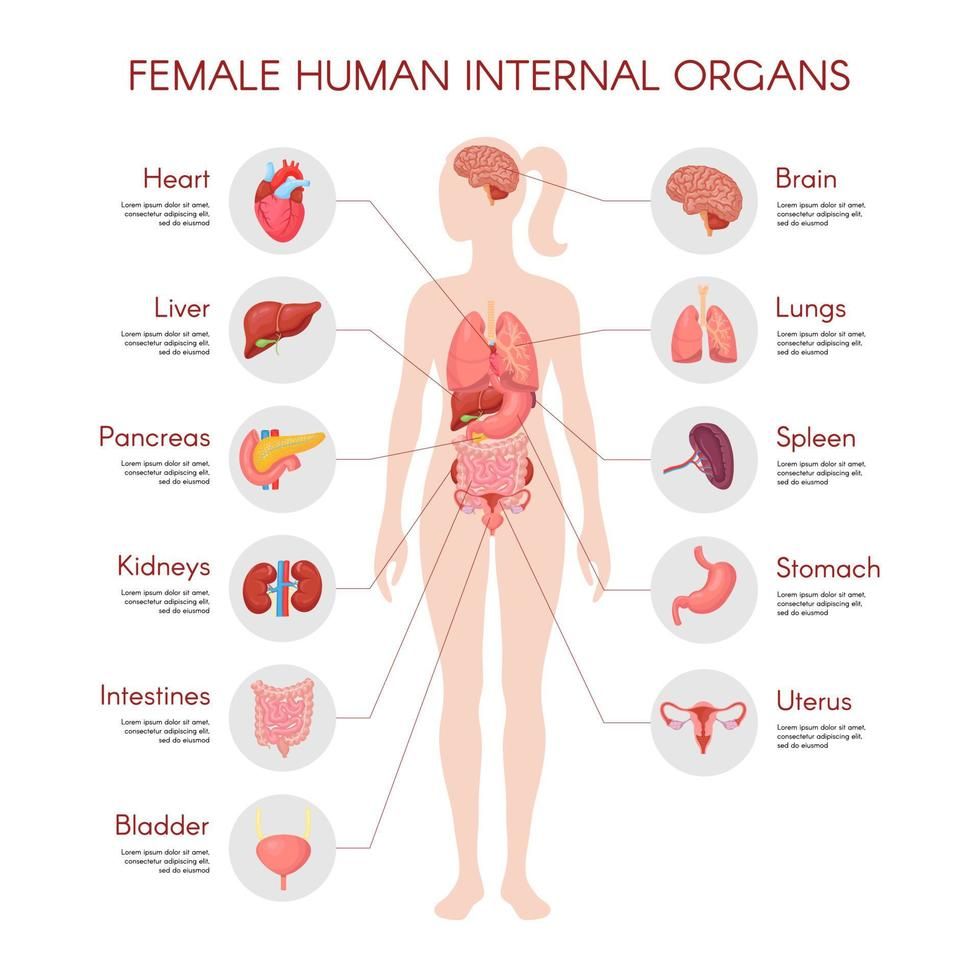 FEMALE HUMAN INTERNAL ORGANS
Heart
Lorem ipsum dolor sit amet,
consectetur adipiscing elit,
sed do eiusmod
Liver
Lorem ipsum dolor sit amet,
consectetur adipiscing elit,
sed do eiusmod
Pancreas
Lorem ipsum dolor sit amet,
consectetur adipiscing elit,
sed do eiusmod
Kidneys
Lorem ipsum dolor sit amet,
consectetur adipiscing elit,
sed do eiusmod
Intestines
Lorem ipsum dolor sit amet,
consectetur adipiscing elit,
sed do eiusmod
Bladder
Lorem ipsum dolor sit amet,
consectetur adipiscing elit,
sed do eiusmod
Brain
Lorem ipsum dolor sit amet,
consectetur adipiscing elit,
sed do eiusmod
Lungs
Lorem ipsum dolor sit amet,
consectetur adipiscing elit,
sed do eiusmod
Spleen
Lorem ipsum dolor sit amet,
consectetur adipiscing elit,
sed do eiusmod
Stomach
Lorem ipsum dolor sit amet,
consectetur adipiscing elit,
sed do eiusmod
Uterus
Lorem ipsum dolor sit amet,
consectetur adipiscing elit,
sed do eiusmod